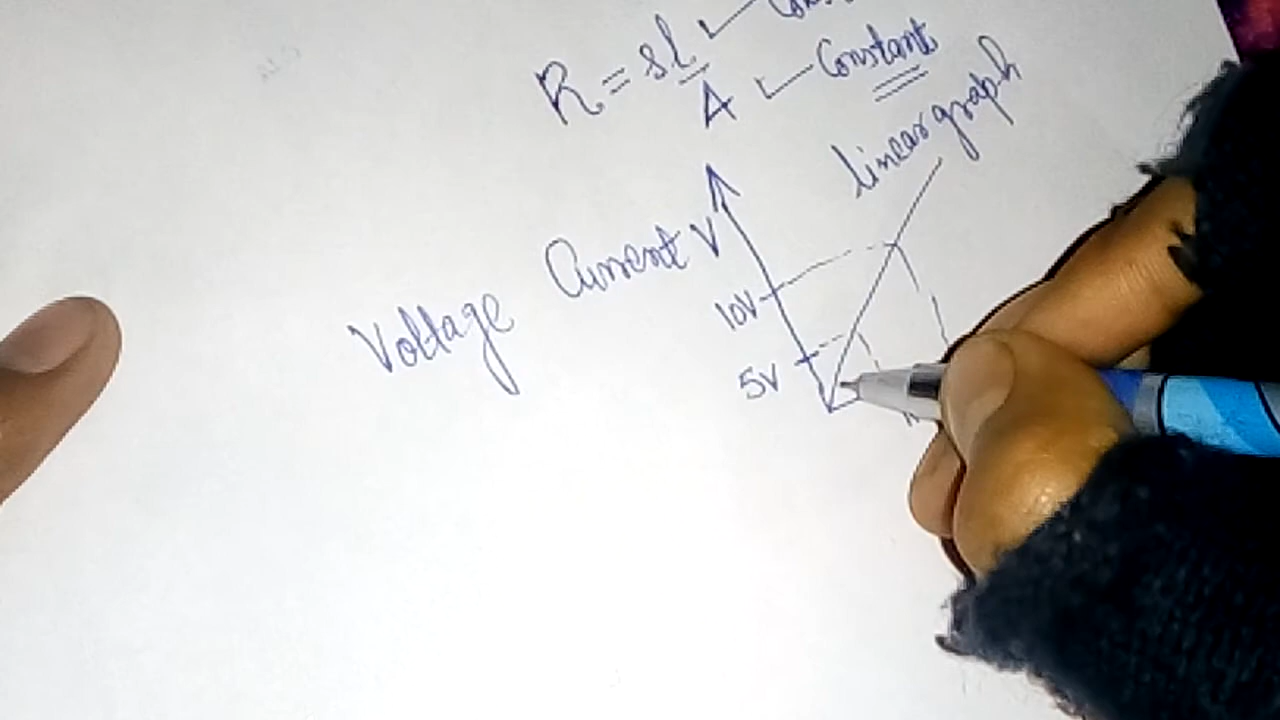 R = sl
A Constant
linear graph
Voltage Current V
10V
5V